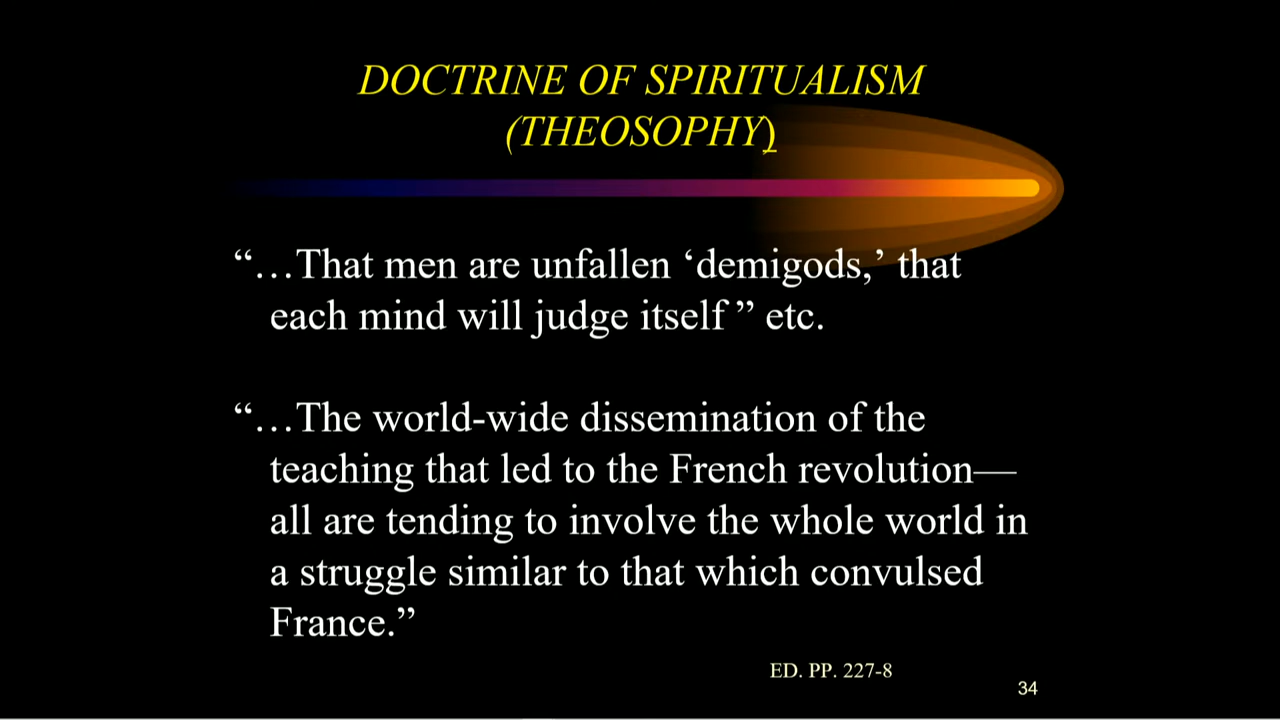 DOCTRINE OF SPIRITUALISM
(THEOSOPHY)
“…That men are unfallen ‘demigods,’ that
each mind will judge itself ” etc.
“…The world-wide dissemination of the
teaching that led to the French revolution—
all are tending to involve the whole world in
a struggle similar to that which convulsed
France.”
ED. PP. 227-8
34